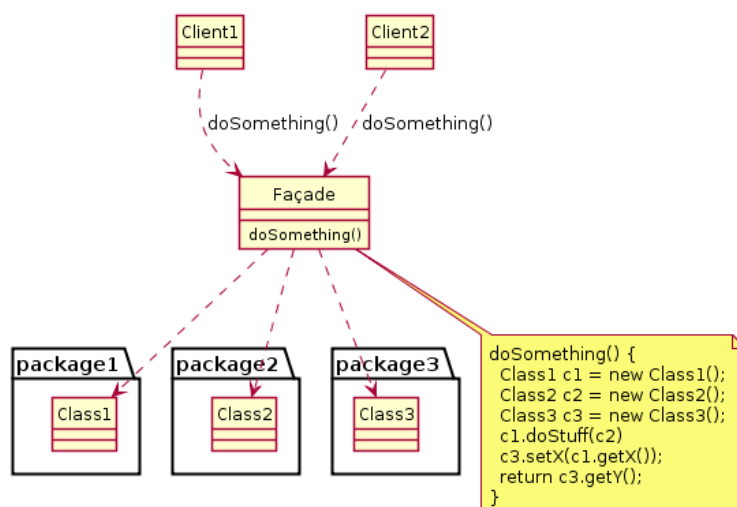 Client1
Client2
doSomething()
doSomething()
Façade
doSomething()
package1
package2
package3
Class1
Class2
Class3
doSomething() {
Class1 c1 = new Class1();
Class2 c2 = new Class2();
Class3 c3 = new Class3();
c1.doStuff(c2)
c3.setX(c1.getX());
return c3.getY();
}